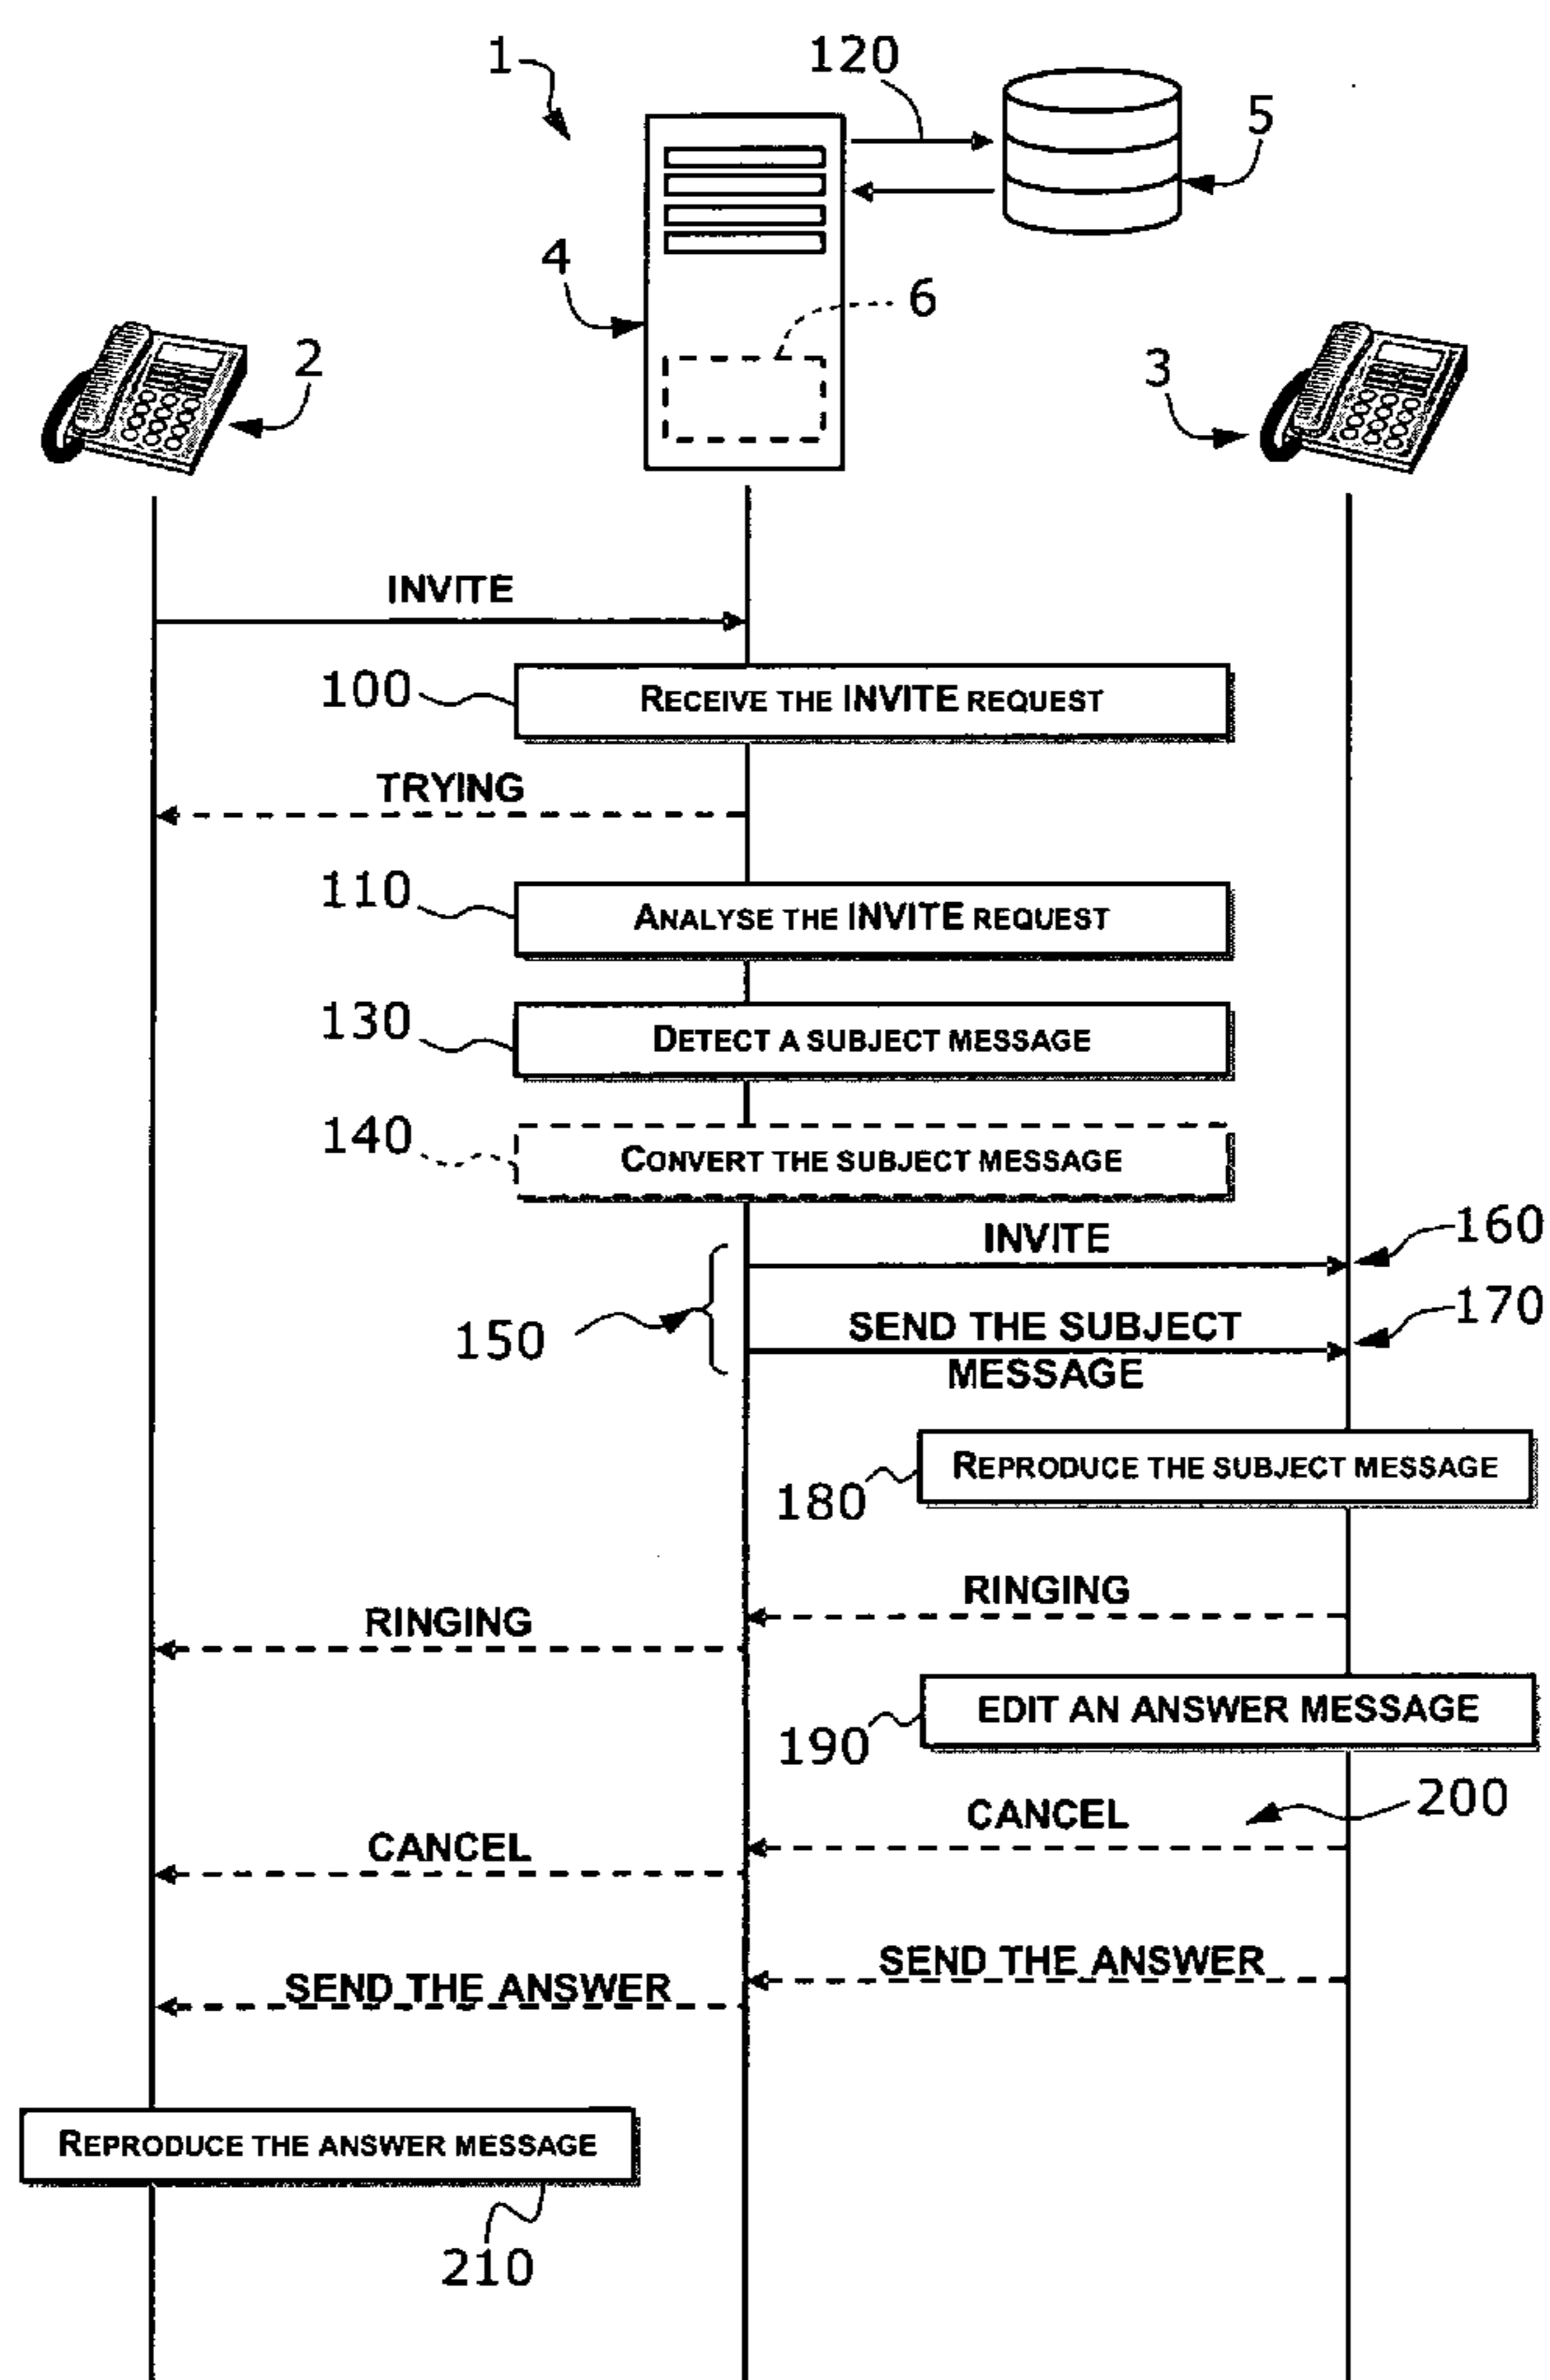 1
120
5
4
6
2
3
INVITE
100
RECEIVE THE INVITE REQUEST
TRYING
110
ANALYSE THE INVITE REQUEST
130
DETECT A SUBJECT MESSAGE
140
CONVERT THE SUBJECT MESSAGE
INVITE
160
150
SEND THE SUBJECT
MESSAGE
170
REPRODUCE THE SUBJECT MESSAGE
180
RINGING
RINGING
EDIT AN ANSWER MESSAGE
190
200
CANCEL
CANCEL
SEND THE ANSWER
SEND THE ANSWER
REPRODUCE THE ANSWER MESSAGE
210